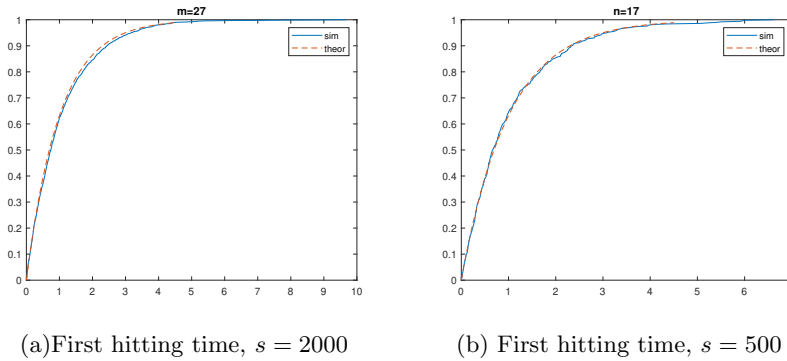 m=27
sim
theor
1
0.9
0.8
0.7
0.6
0.5
0.4
0.3
0.2
0.1
0
0 1 2 3 4 5 6 7 8 9 10
(a)First hitting time, s = 2000
n=17
sim
theor
1
0.9
0.8
0.7
0.6
0.5
0.4
0.3
0.2
0.1
0
0 1 2 3 4 5 6
(b) First hitting time, s = 500